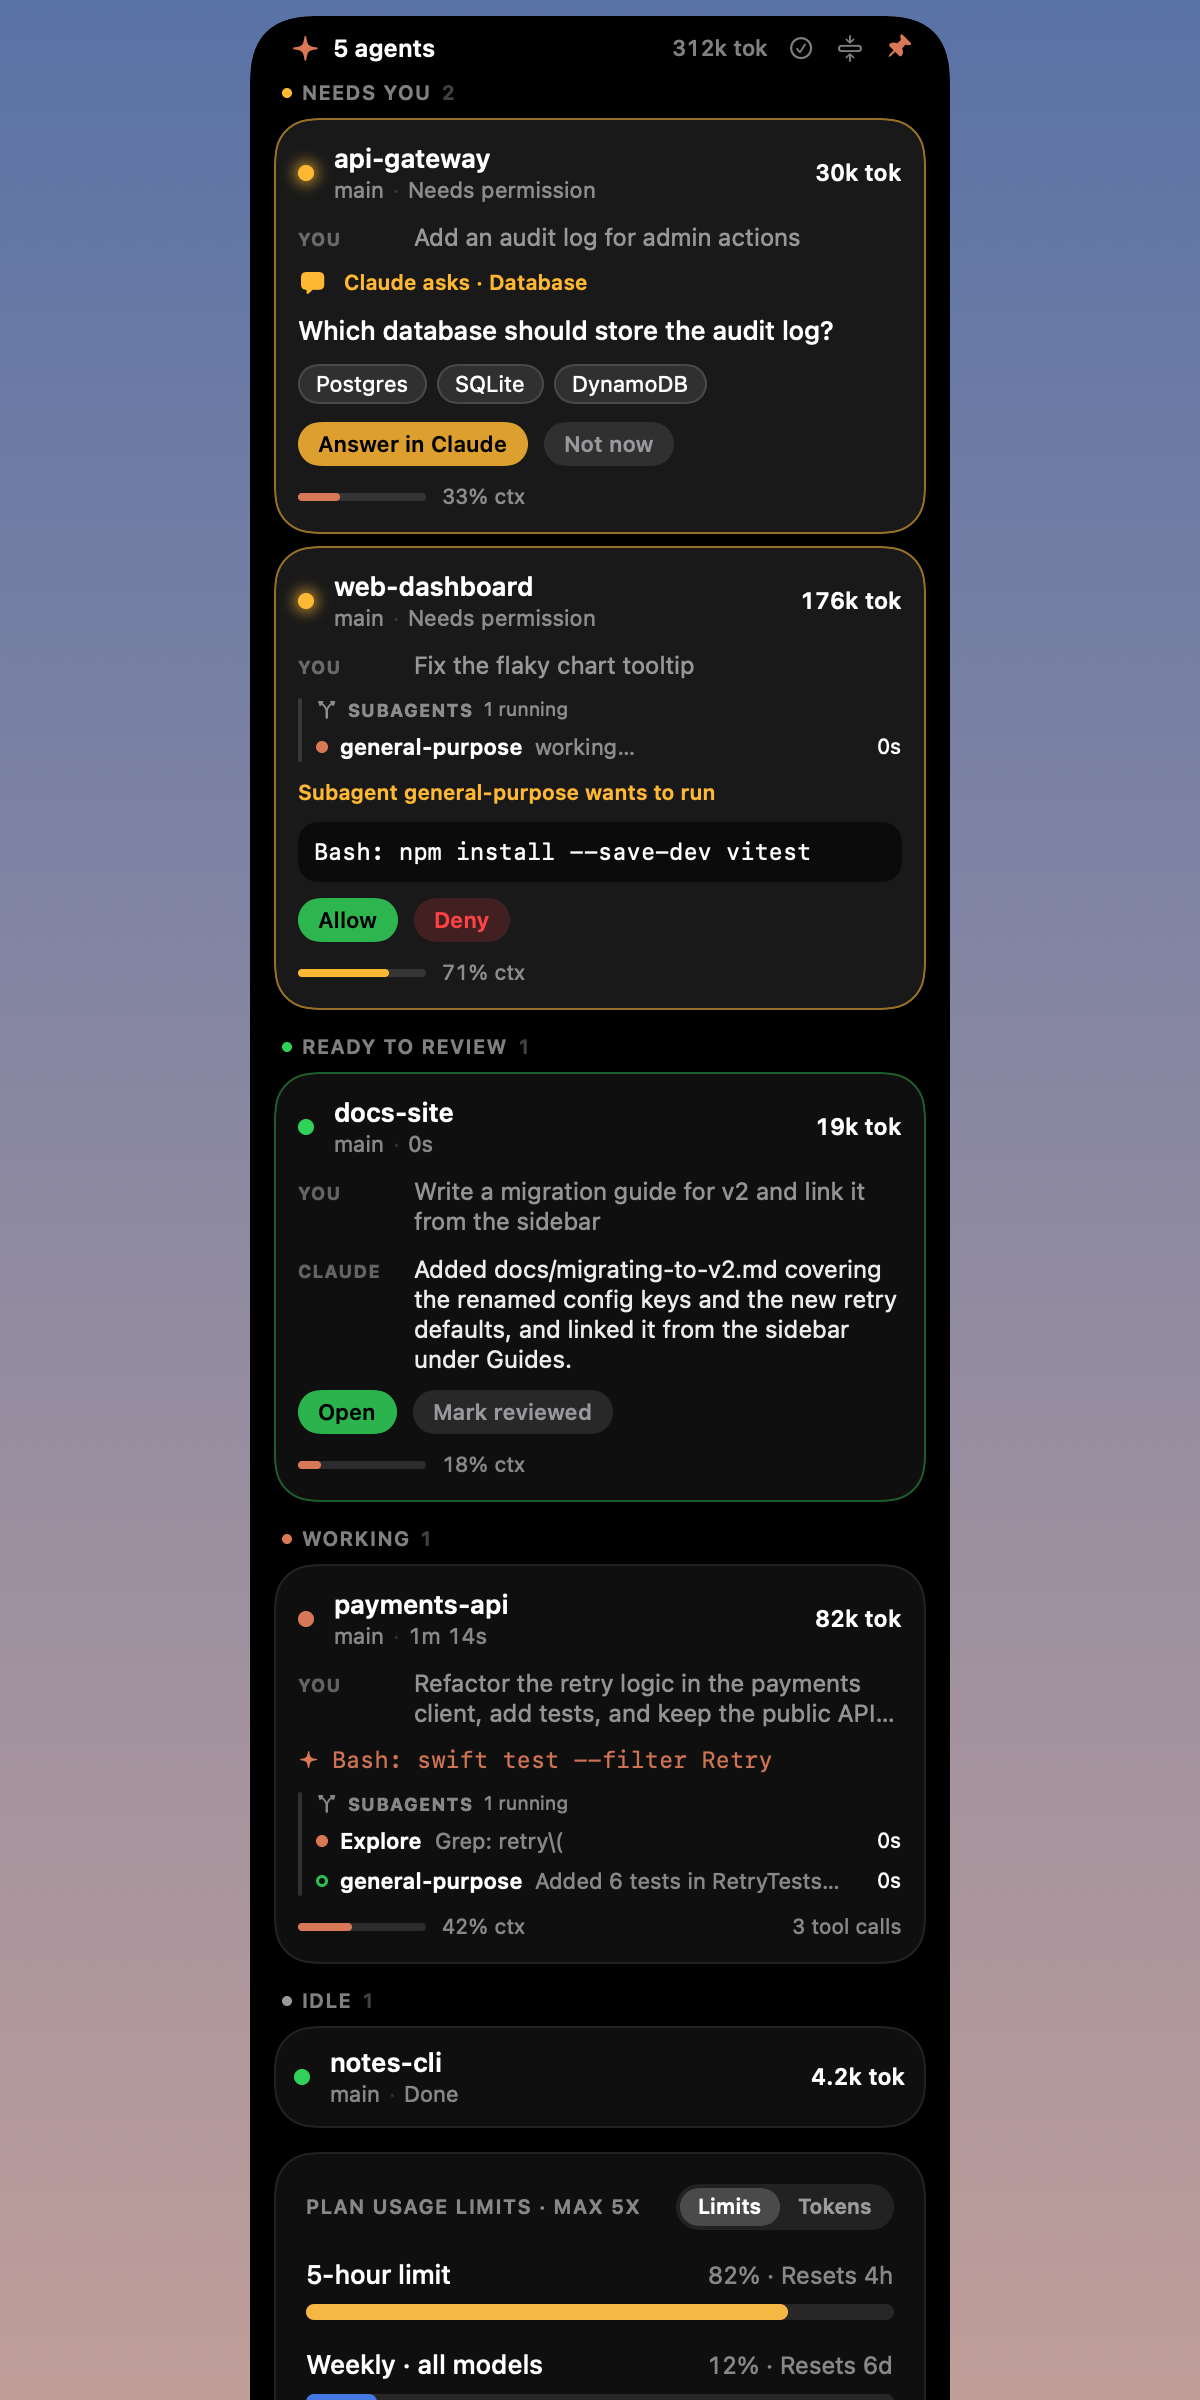 5 agents 312k tok
NEEDS YOU 2
api-gateway 30k tok
main · Needs permission
YOU Add an audit log for admin actions
Claude asks · Database
Which database should store the audit log?
Postgres SQLite DynamoDB
Answer in Claude Not now
33% ctx
web-dashboard 176k tok
main · Needs permission
YOU Fix the flaky chart tooltip
SUBAGENTS 1 running
general-purpose working... 0s
Subagent general-purpose wants to run
Bash: npm install --save-dev vitest
Allow Deny
71% ctx
READY TO REVIEW 1
docs-site 19k tok
main · 0s
YOU Write a migration guide for v2 and link it
from the sidebar
CLAUDE Added docs/migrating-to-v2.md covering
the renamed config keys and the new retry
defaults, and linked it from the sidebar
under Guides.
Open Mark reviewed
18% ctx
WORKING 1
payments-api 82k tok
main · 1m 14s
YOU Refactor the retry logic in the payments
client, add tests, and keep the public API...
Bash: swift test --filter Retry
SUBAGENTS 1 running
Explore Grep: retry\( 0s
general-purpose Added 6 tests in RetryTests... 0s
42% ctx 3 tool calls
IDLE 1
notes-cli 4.2k tok
main · Done
PLAN USAGE LIMITS · MAX 5X Limits Tokens
5-hour limit 82% · Resets 4h
Weekly · all models 12% · Resets 6d